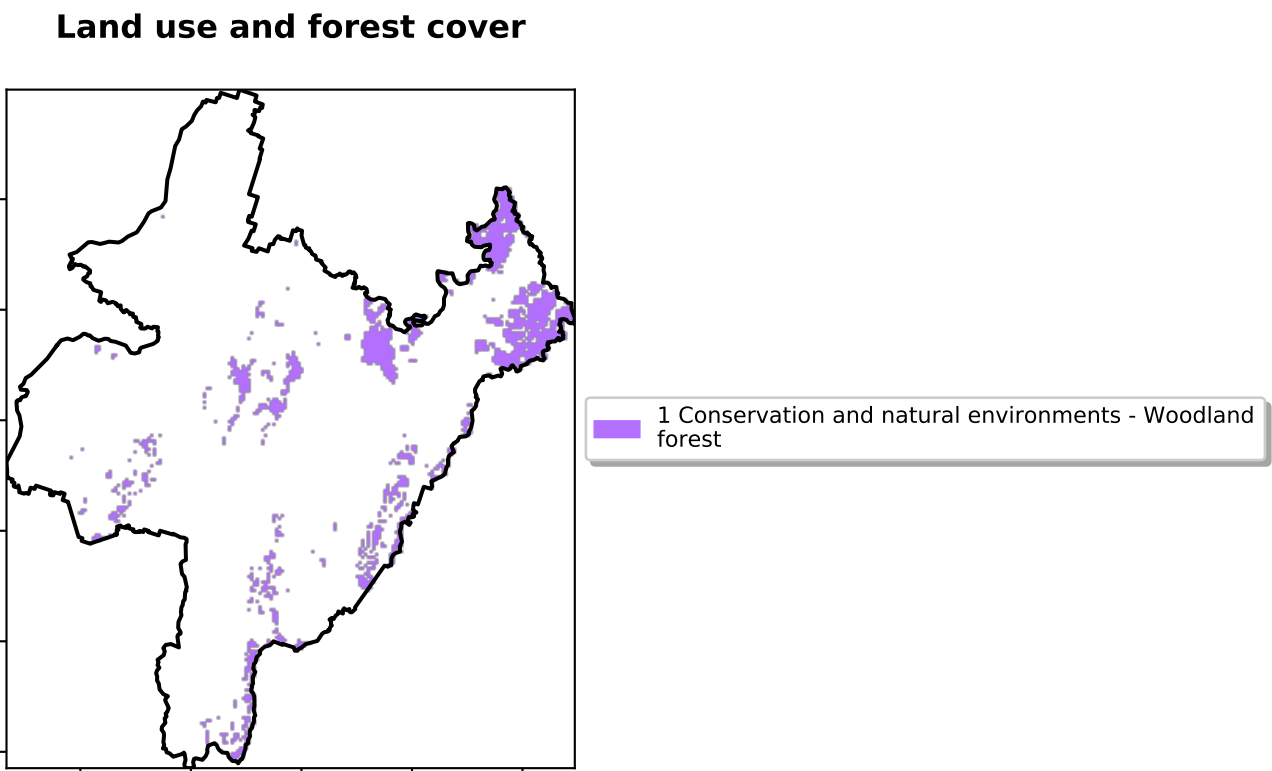 Land use and forest cover
1 Conservation and natural environments - Woodland
forest